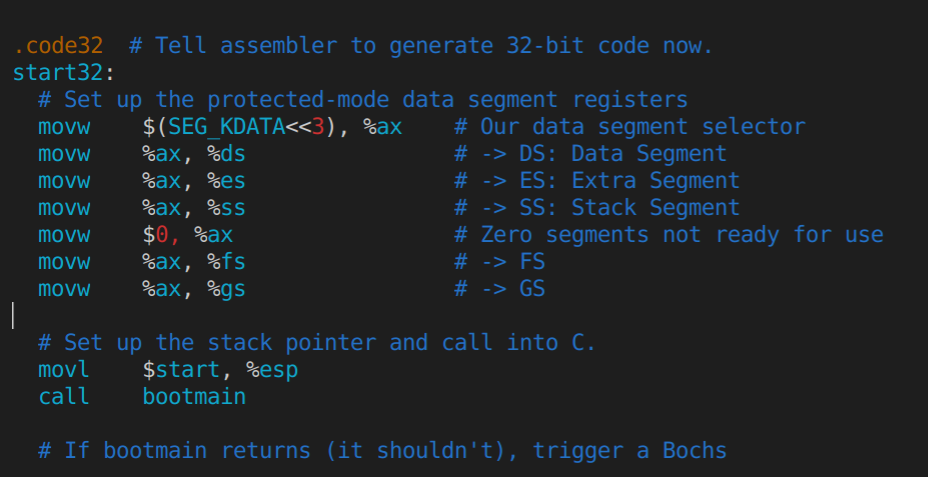 .code32  # Tell assembler to generate 32-bit code now.
start32:
  # Set up the protected-mode data segment registers
  movw    $(SEG_KDATA<<3), %ax    # Our data segment selector
  movw    %ax, %ds                # -> DS: Data Segment
  movw    %ax, %es                # -> ES: Extra Segment
  movw    %ax, %ss                # -> SS: Stack Segment
  movw    $0, %ax                 # Zero segments not ready for use
  movw    %ax, %fs                # -> FS
  movw    %ax, %gs                # -> GS

  # Set up the stack pointer and call into C.
  movl    $start, %esp
  call    bootmain

  # If bootmain returns (it shouldn't), trigger a Bochs